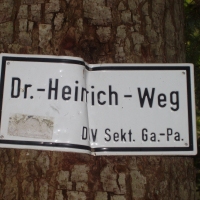 Dr.-Heinrich-Weg
DAV Sekt. Ga.-Pa.